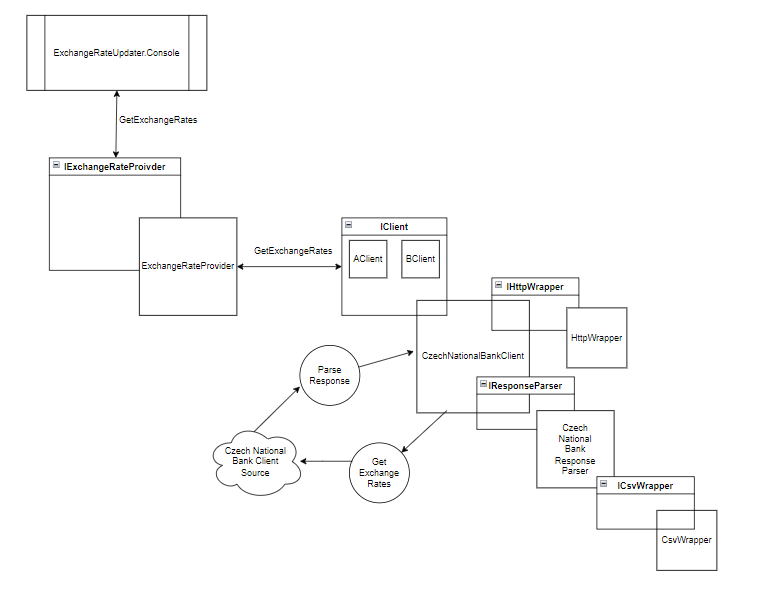 ExchangeRateUpdater.Console
GetExchangeRates
IExchangeRateProivder
ExchangeRateProvider
GetExchangeRates
IClient
AClient
BClient
IHttpWrapper
HttpWrapper
CzechNationalBankClient
Parse
Response
IResponseParser
Czech
National
Bank
Response
Parser
Czech National
Bank Client
Source
Get
Exchange
Rates
ICsvWrapper
CsvWrapper